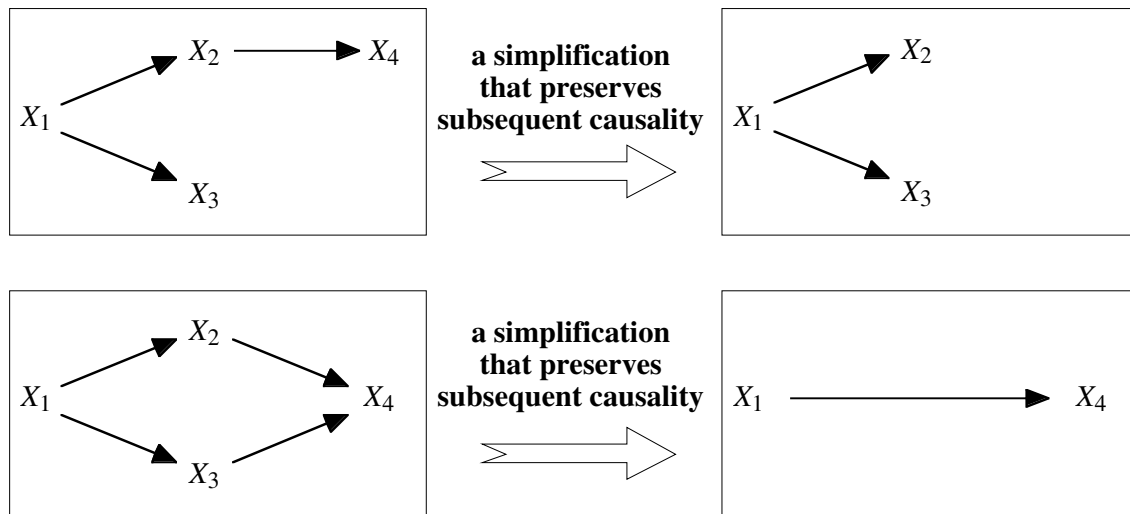 X2 X4
X1
X3
a simplification
that preserves
subsequent causality
X2
X1
X3
X2
X1 X4
X3
a simplification
that preserves
subsequent causality
X1 X4